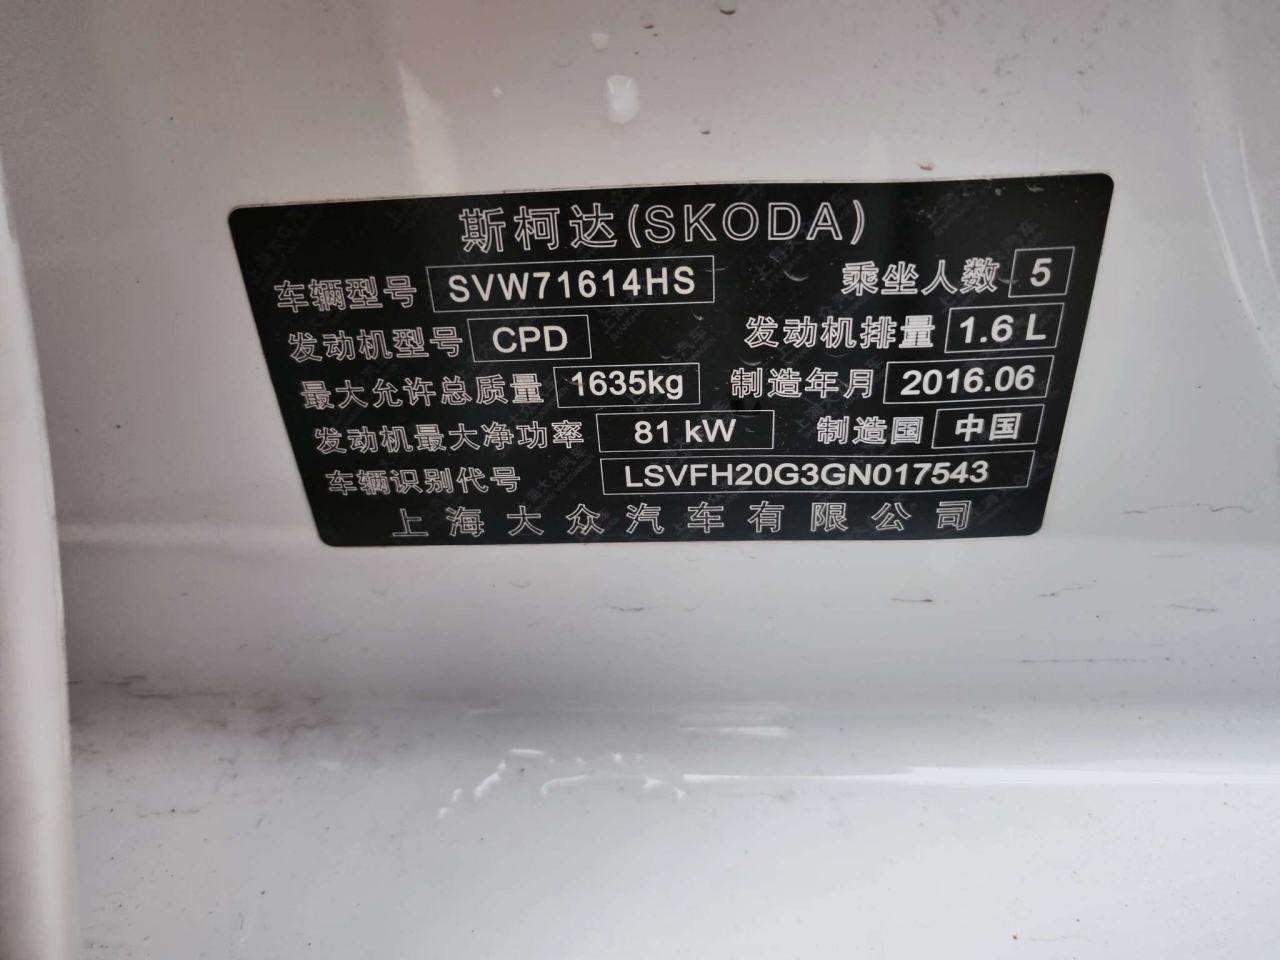 斯柯达(SKODA)
车辆型号 SVW71614HS 乘坐人数 5
发动机型号 CPD 发动机排量 1.6 L
最大允许总质量 1635kg 制造年月 2016.06
发动机最大净功率 81 kW 制造国 中国
车辆识别代号 LSVFH20G3GN017543
上海大众汽车有限公司